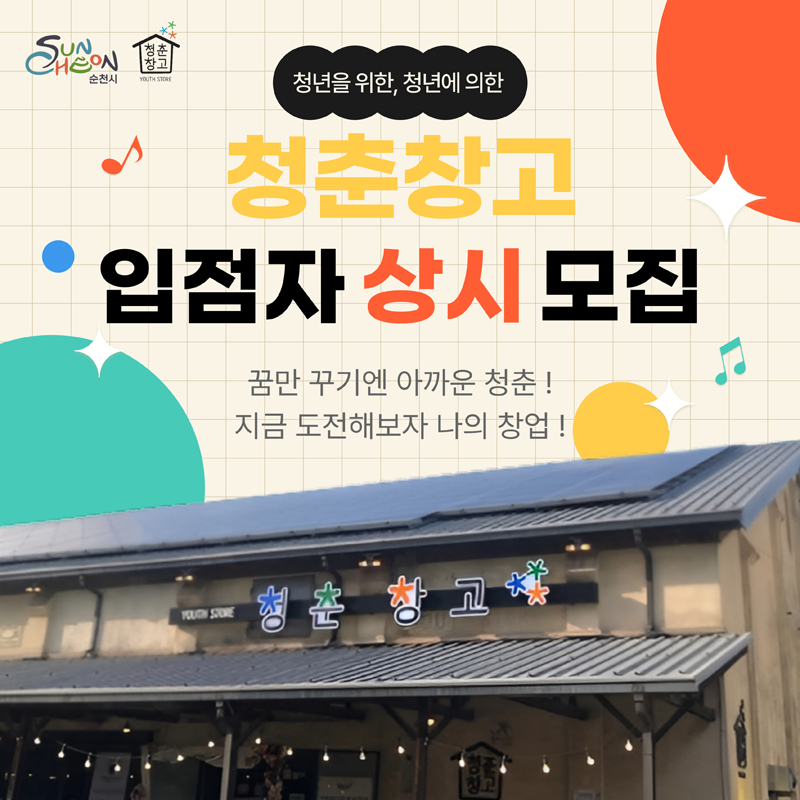 SUN
CHEON
순천시
청춘
창고
YOUTH STORE
청년을 위한, 청년에 의한
청춘창고
입점자 상시 모집
꿈만 꾸기엔 아까운 청춘 !
지금 도전해보자 나의 창업 !
YOUTH STORE 청춘 창고
청춘
창고